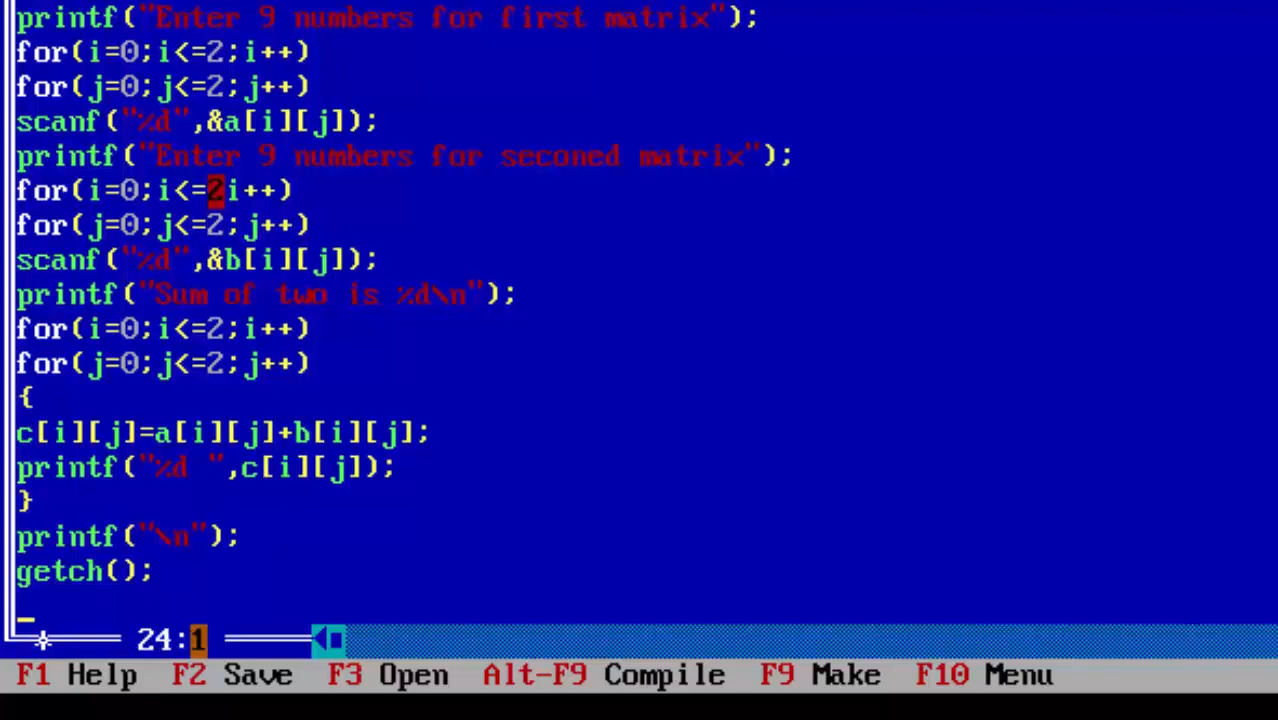 printf("Enter 9 numbers for first matrix");
for(i=0;i<=2;i++)
for(j=0;j<=2;j++)
scanf("%d",&a[i][j]);
printf("Enter 9 numbers for seconed matrix");
for(i=0;i<=2i++)
for(j=0;j<=2;j++)
scanf("%d",&b[i][j]);
printf("Sum of two is %d\n");
for(i=0;i<=2;i++)
for(j=0;j<=2;j++)
{
c[i][j]=a[i][j]+b[i][j];
printf("%d ",c[i][j]);
}
printf("\n");
getch();
24:1
F1 Help F2 Save F3 Open Alt-F9 Compile F9 Make F10 Menu